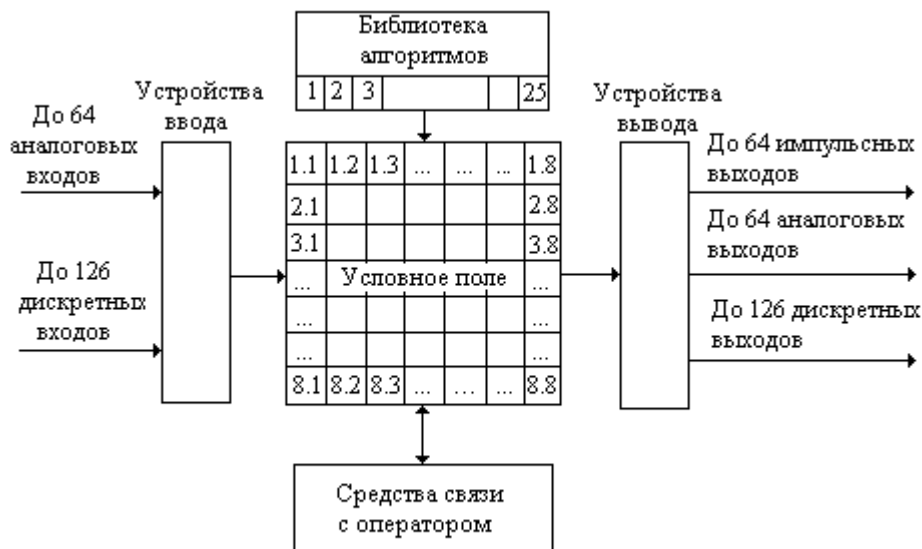 Библиотека
алгоритмов
1 2 3 25
Устройства
ввода
Устройства
вывода
До 64
аналоговых
входов
До 126
дискретных
входов
1.1 1.2 1.3 ... ... ... 1.8
2.1 2.8
3.1 3.8
... Условное поле ...
... ...
... ...
8.1 8.2 8.3 ... ... ... 8.8
До 64 импульсных
выходов
До 64 аналоговых
выходов
До 126 дискретных
выходов
Средства связи
с оператором